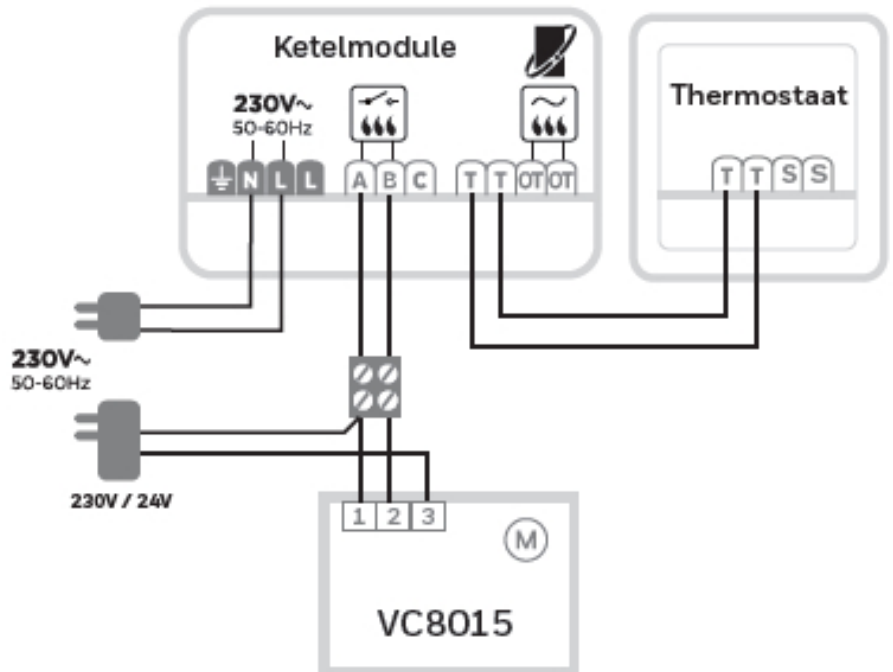 Ketelmodule
230V~
50-60Hz
N L L A B C T T OT OT
Thermostaat
T T S S
230V~
50-60Hz
230V / 24V
1 2 3
M
VC8015